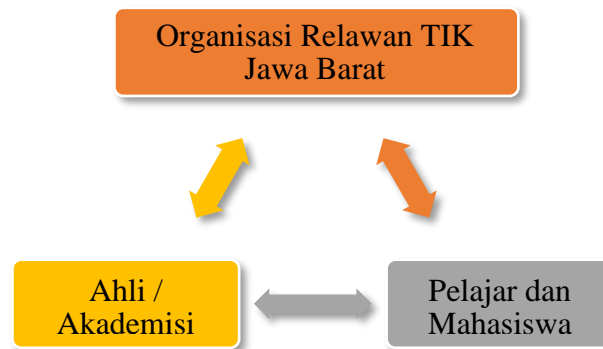 Organisasi Relawan TIK
Jawa Barat
Ahli /
Akademisi
Pelajar dan
Mahasiswa